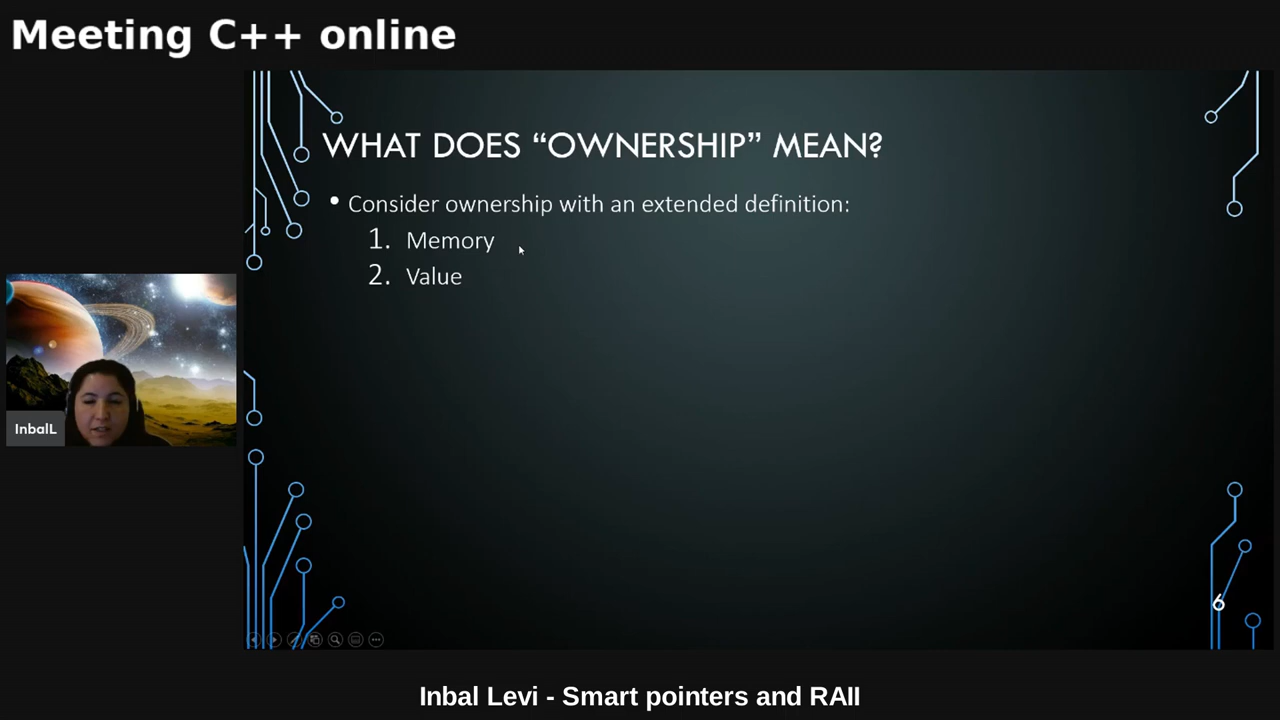 Meeting C++ online
WHAT DOES “OWNERSHIP” MEAN?
• Consider ownership with an extended definition:
1. Memory
2. Value
InbalL
6
Inbal Levi - Smart pointers and RAII